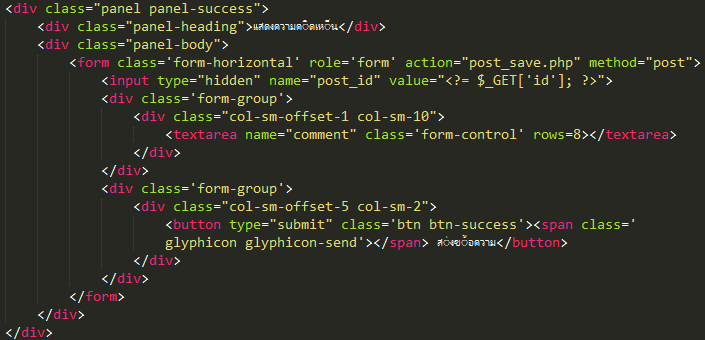 <div class="panel panel-success">
<div class="panel-heading">แสดงความคิดเห็น</div>
<div class="panel-body">
<form class='form-horizontal' role='form' action="post_save.php" method="post">
<input type="hidden" name="post_id" value="<?= $_GET['id']; ?>">
<div class='form-group'>
<div class="col-sm-offset-1 col-sm-10">
<textarea name="comment" class='form-control' rows=8></textarea>
</div>
</div>
<div class='form-group'>
<div class="col-sm-offset-5 col-sm-2">
<button type="submit" class='btn btn-success'><span class='
glyphicon glyphicon-send'></span> ส่งข้อความ</button>
</div>
</div>
</form>
</div>
</div>